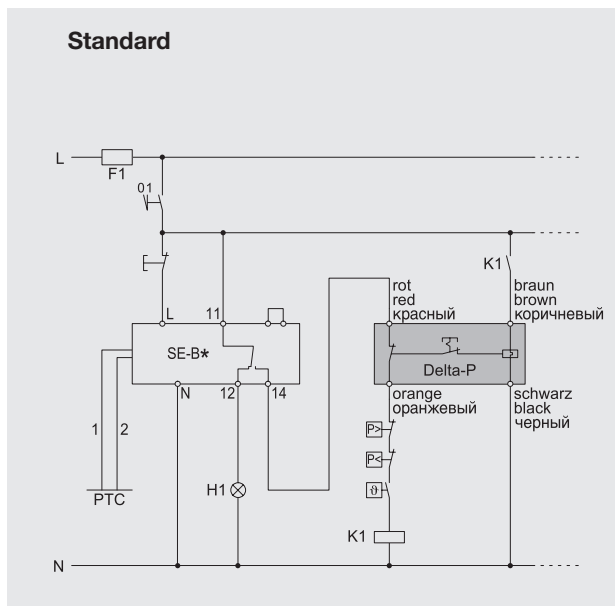 Standard
L
F1
01
K1
rot
red
красный
braun
brown
коричневый
L
11
SE-B*
Delta-P
N
12
14
orange
оранжевый
schwarz
black
черный
1
2
P>
P<
PTC
H1
ϑ
K1
N